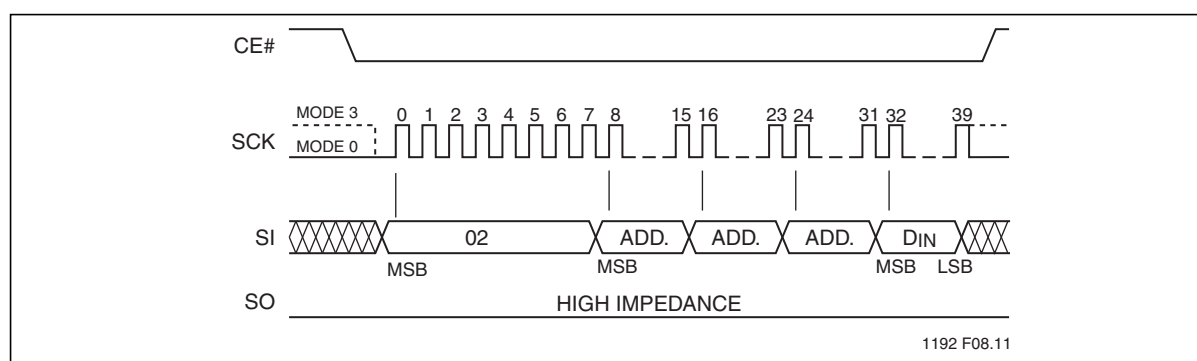 CE#
MODE 3
0 1 2 3 4 5 6 7 8 15 16 23 24 31 32 39
SCK
MODE 0
SI
02 ADD. ADD. ADD. DIN
MSB MSB MSB LSB
SO
HIGH IMPEDANCE
1192 F08.11